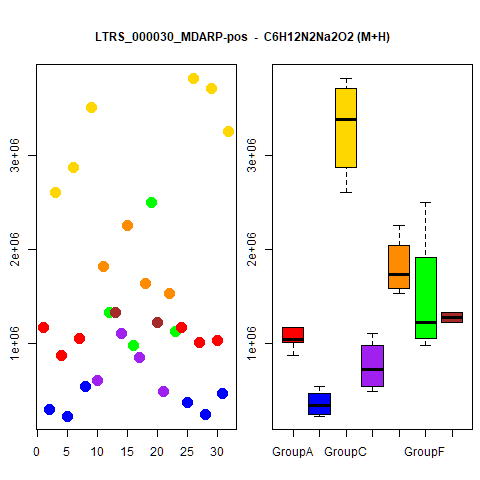 LTRS_000030_MDARP-pos - C6H12N2Na2O2 (M+H)
3e+06
2e+06
1e+06
0 5 10 15 20 25 30
3e+06
2e+06
1e+06
GroupA GroupC GroupF